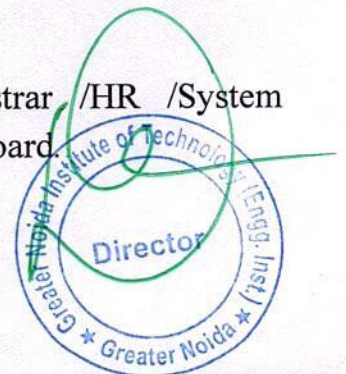 strar /HR /System
oard.
Greater Noida Institute of Technology (Engg. Inst.)
Director
Greater Noida